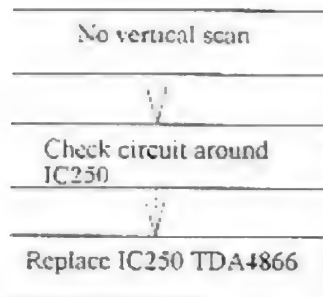 No vertical scan
Check circuit around
IC250
Replace IC250 TDA4866